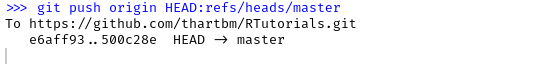 >>> git push origin HEAD:refs/heads/master
To https://github.com/thartbm/RTutorials.git
   e6aff93..500c28e  HEAD -> master